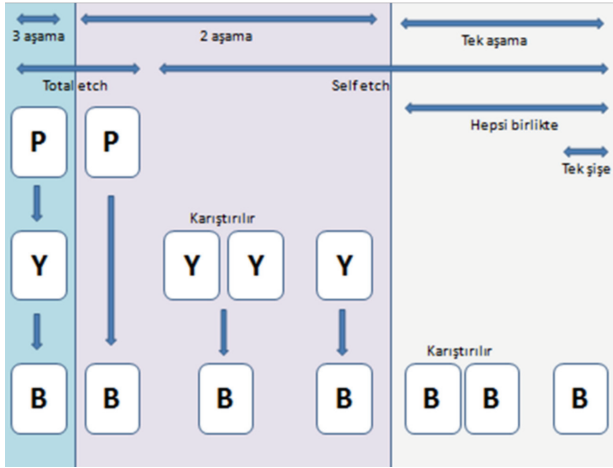 3 aşama
2 aşama
Tek aşama
Total etch
Self etch
Hepsi birlikte
P
P
Tek şişe
Karıştırılır
Y
Y
Y
Y
Karıştırılır
B
B
B
B
B
B
B